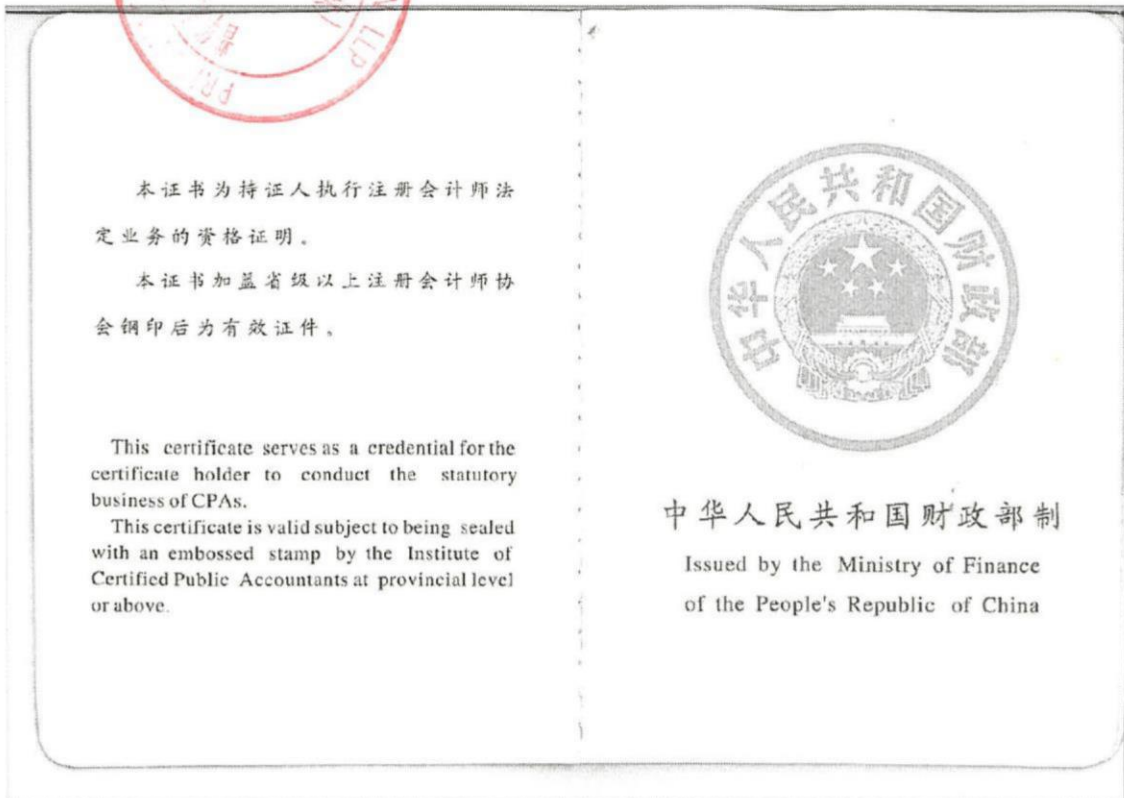 LLP
PRI
本证书为持证人执行注册会计师法
定业务的资格证明。
本证书加盖省级以上注册会计师协
会钢印后为有效证件。
This certificate serves as a credential for the
certificate holder to conduct the statutory
business of CPAs.
This certificate is valid subject to being sealed
with an embossed stamp by the Institute of
Certified Public Accountants at provincial level
or above.
中华人民共和国财政部
中华人民共和国财政部制
Issued by the Ministry of Finance
of the People's Republic of China